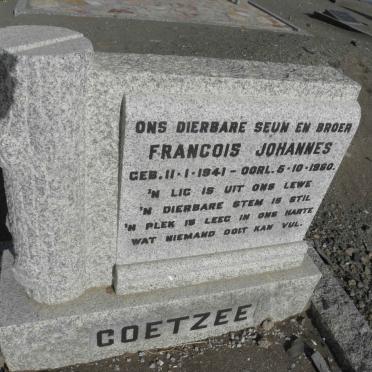 ONS DIERBARE SEUN EN BROER
FRANCOIS JOHANNES
GEB. 11·1·1941 – OORL. 5·10·1960.
'N LIG IS UIT ONS LEWE
'N DIERBARE STEM IS STIL
'N PLEK IS LEEG IN ONS HARTE
WAT NIEMAND OOIT KAN VUL.
COETZEE